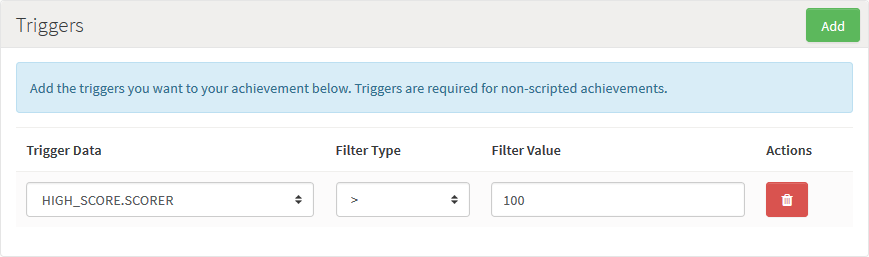 Triggers
Add
Add the triggers you want to your achievement below. Triggers are required for non-scripted achievements.
Trigger Data Filter Type Filter Value Actions
HIGH_SCORE.SCORER > 100